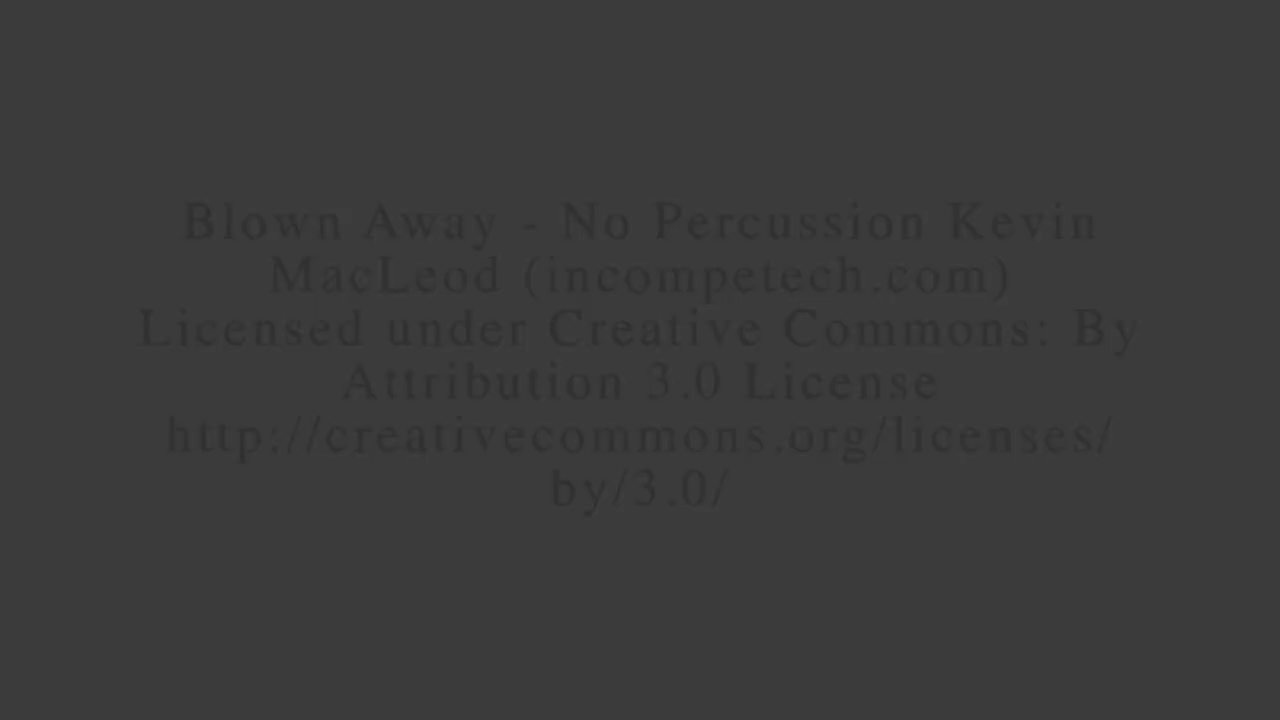 Blown Away - No Percussion Kevin
MacLeod (incompetech.com)
Licensed under Creative Commons: By
Attribution 3.0 License
http://creativecommons.org/licenses/
by/3.0/